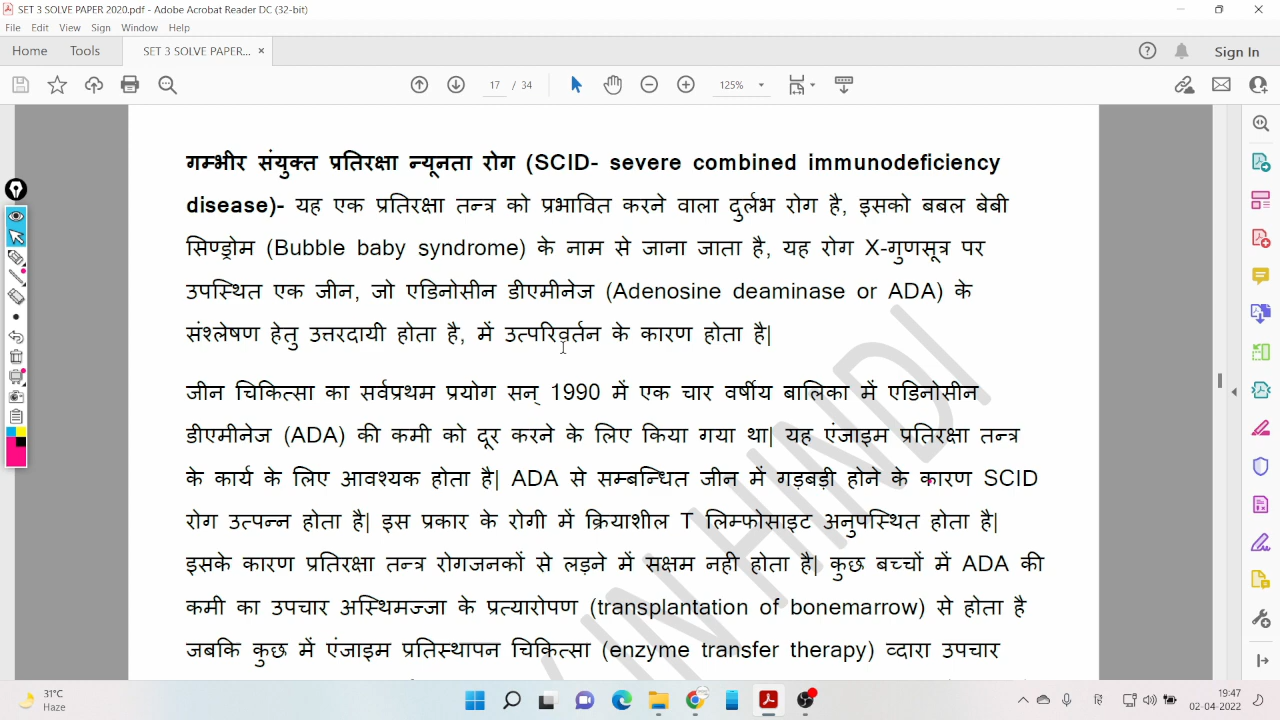 SET 3 SOLVE PAPER 2020.pdf - Adobe Acrobat Reader DC (32-bit)
File Edit View Sign Window Help
Home Tools SET 3 SOLVE PAPER... × Sign In
17 / 34 125%
गम्भीर संयुक्त प्रतिरक्षा न्यूनता रोग (SCID- severe combined immunodeficiency
disease)- यह एक प्रतिरक्षा तन्त्र को प्रभावित करने वाला दुर्लभ रोग है, इसको बबल बेबी
सिण्ड्रोम (Bubble baby syndrome) के नाम से जाना जाता है, यह रोग X-गुणसूत्र पर
उपस्थित एक जीन, जो एडिनोसीन डीएमीनेज (Adenosine deaminase or ADA) के
संश्लेषण हेतु उत्तरदायी होता है, में उत्परिवर्तन के कारण होता है|
जीन चिकित्सा का सर्वप्रथम प्रयोग सन् 1990 में एक चार वर्षीय बालिका में एडिनोसीन
डीएमीनेज (ADA) की कमी को दूर करने के लिए किया गया था| यह एंजाइम प्रतिरक्षा तन्त्र
के कार्य के लिए आवश्यक होता है| ADA से सम्बन्धित जीन में गड़बड़ी होने के कारण SCID
रोग उत्पन्न होता है| इस प्रकार के रोगी में क्रियाशील T लिम्फोसाइट अनुपस्थित होता है|
इसके कारण प्रतिरक्षा तन्त्र रोगजनकों से लड़ने में सक्षम नही होता है| कुछ बच्चों में ADA की
कमी का उपचार अस्थिमज्जा के प्रत्यारोपण (transplantation of bonemarrow) से होता है
जबकि कुछ में एंजाइम प्रतिस्थापन चिकित्सा (enzyme transfer therapy) व्दारा उपचार
IN HINDI
31°C
Haze
19:47
02-04-2022